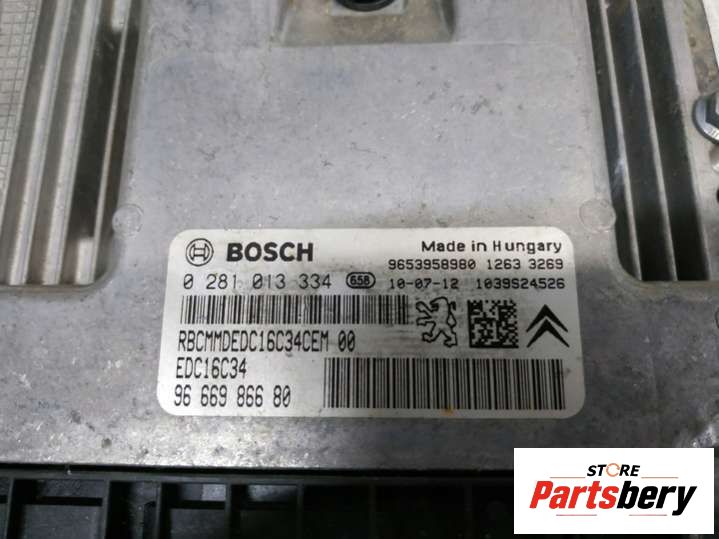 BOSCH
Made in Hungary
9653958980 1263 3269
0 281 013 334 658 10-07-12 1039S24526
RBCMMDEDC16C34CEM 00
EDC16C34
96 669 866 80
STORE
Partsbery